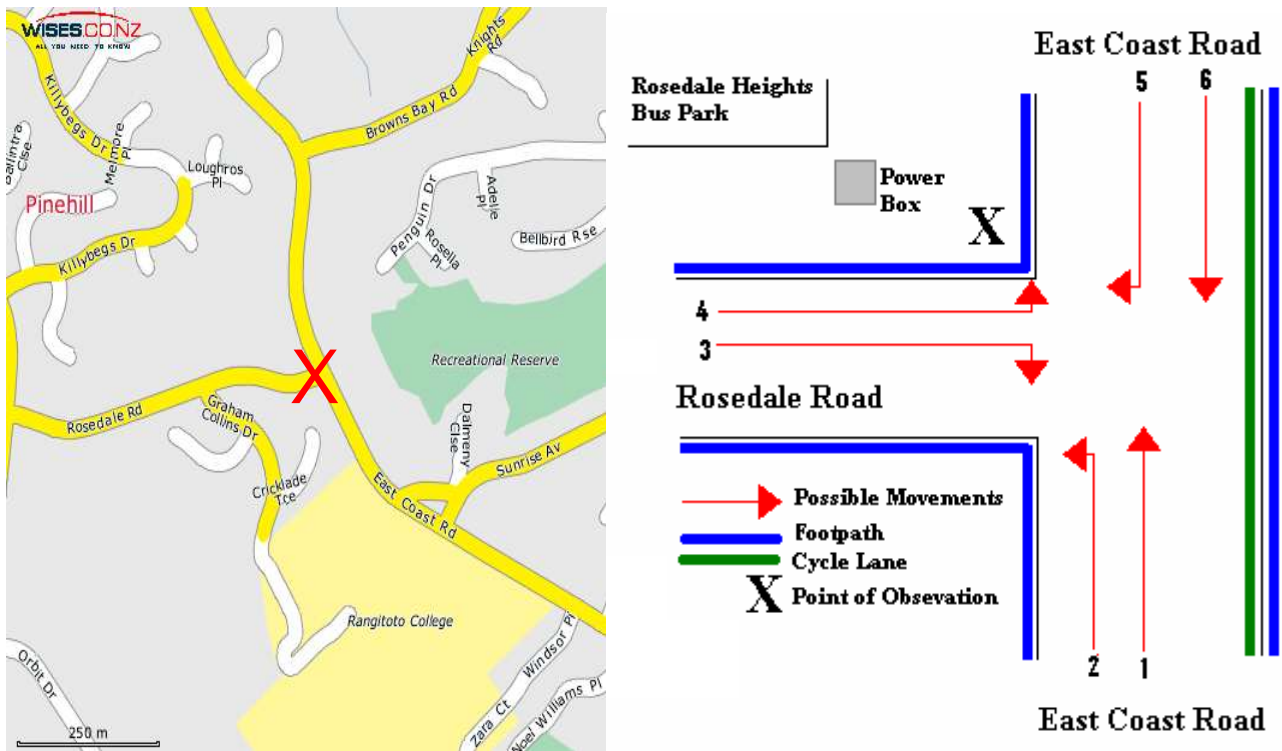 WISES.CO.NZ
ALL YOU NEED TO KNOW
Knights
Rd
Browns Bay Rd
Killybegs Dr
Melmore
Pl
Ballintra
Clse
Loughros
Pl
Pinehill
Killybegs Dr
Penguin Dr
Adelie
Pl
Rosella
Pl
Bellbird Rse
Recreational Reserve
X
Rosedale Rd
Graham
Collins Dr
Dalmeny
Clse
Sunrise Av
Cricklade
Tce
East Coast Rd
Rangitoto College
Windsor Pl
Orbit Dr
Zara Ct
Noel Williams Pl
250 m
East Coast Road
5
6
Rosedale Heights
Bus Park
Power
Box
X
4
3
Rosedale Road
Possible Movements
Footpath
Cycle Lane
X Point of Obsevation
2
1
East Coast Road